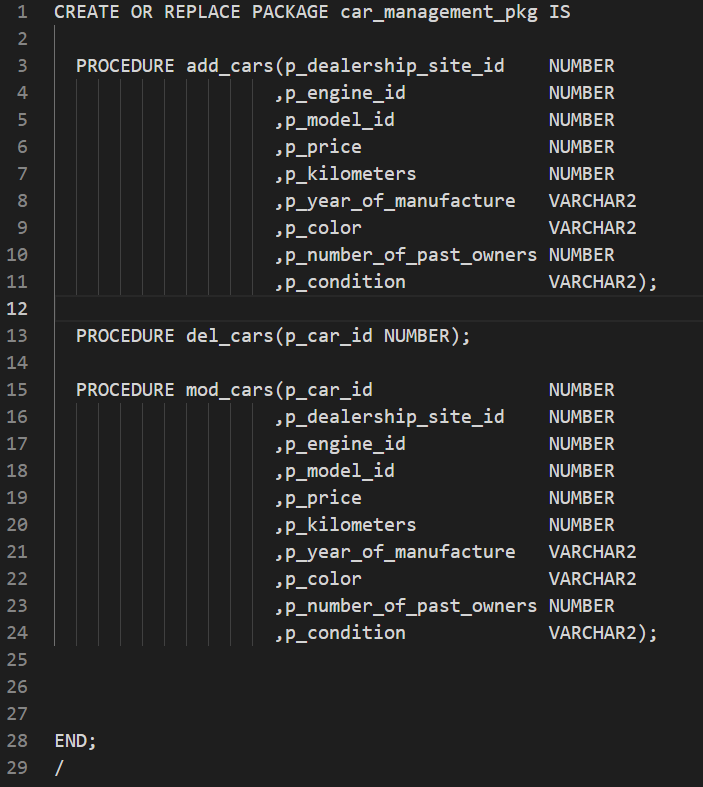 1 CREATE OR REPLACE PACKAGE car_management_pkg IS
2
3   PROCEDURE add_cars(p_dealership_site_id    NUMBER
4                     ,p_engine_id             NUMBER
5                     ,p_model_id              NUMBER
6                     ,p_price                 NUMBER
7                     ,p_kilometers            NUMBER
8                     ,p_year_of_manufacture   VARCHAR2
9                     ,p_color                 VARCHAR2
10                     ,p_number_of_past_owners NUMBER
11                     ,p_condition             VARCHAR2);
12
13   PROCEDURE del_cars(p_car_id NUMBER);
14
15   PROCEDURE mod_cars(p_car_id                NUMBER
16                     ,p_dealership_site_id    NUMBER
17                     ,p_engine_id             NUMBER
18                     ,p_model_id              NUMBER
19                     ,p_price                 NUMBER
20                     ,p_kilometers            NUMBER
21                     ,p_year_of_manufacture   VARCHAR2
22                     ,p_color                 VARCHAR2
23                     ,p_number_of_past_owners NUMBER
24                     ,p_condition             VARCHAR2);
25
26
27
28 END;
29 /